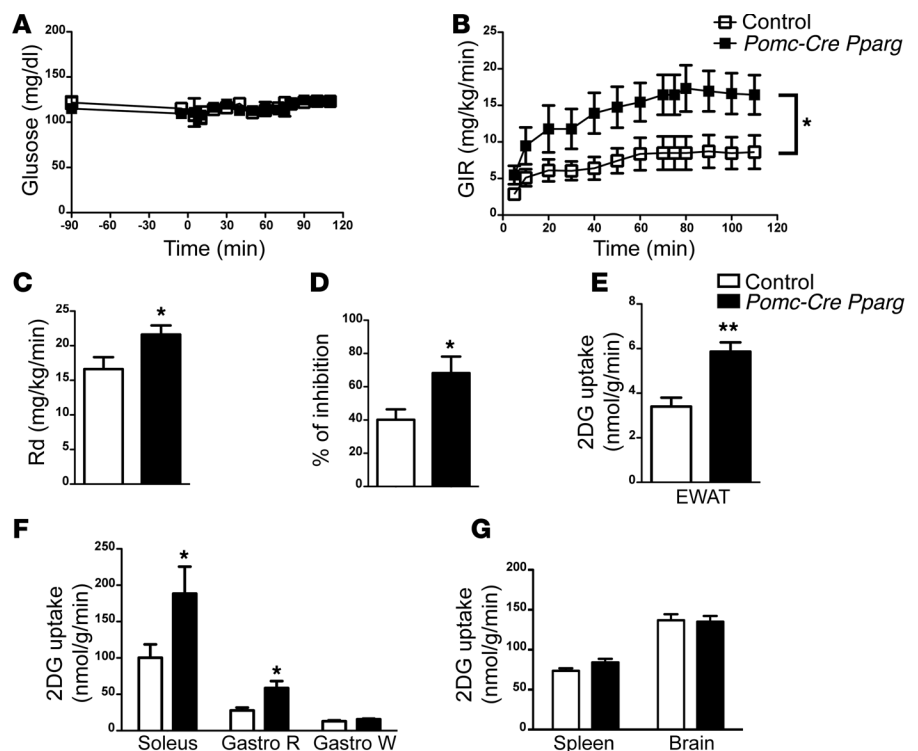 A
Glusose (mg/dl)
200
150
100
50
0
-90 -60 -30 0 30 60 90 120
Time (min)
B
Control
Pomc-Cre Pparg
GIR (mg/kg/min)
25
20
15
10
5
0
20 40 60 80 100 120
Time (min)
*
C
Rd (mg/kg/min)
25
20
15
10
5
0
*
D
% of inhibition
100
80
60
40
20
0
*
E
Control
Pomc-Cre Pparg
2DG uptake
(nmol/g/min)
8
6
4
2
0
**
EWAT
F
2DG uptake
(nmol/g/min)
250
200
150
100
50
0
*
*
Soleus Gastro R Gastro W
G
2DG uptake
(nmol/g/min)
200
150
100
50
0
Spleen Brain